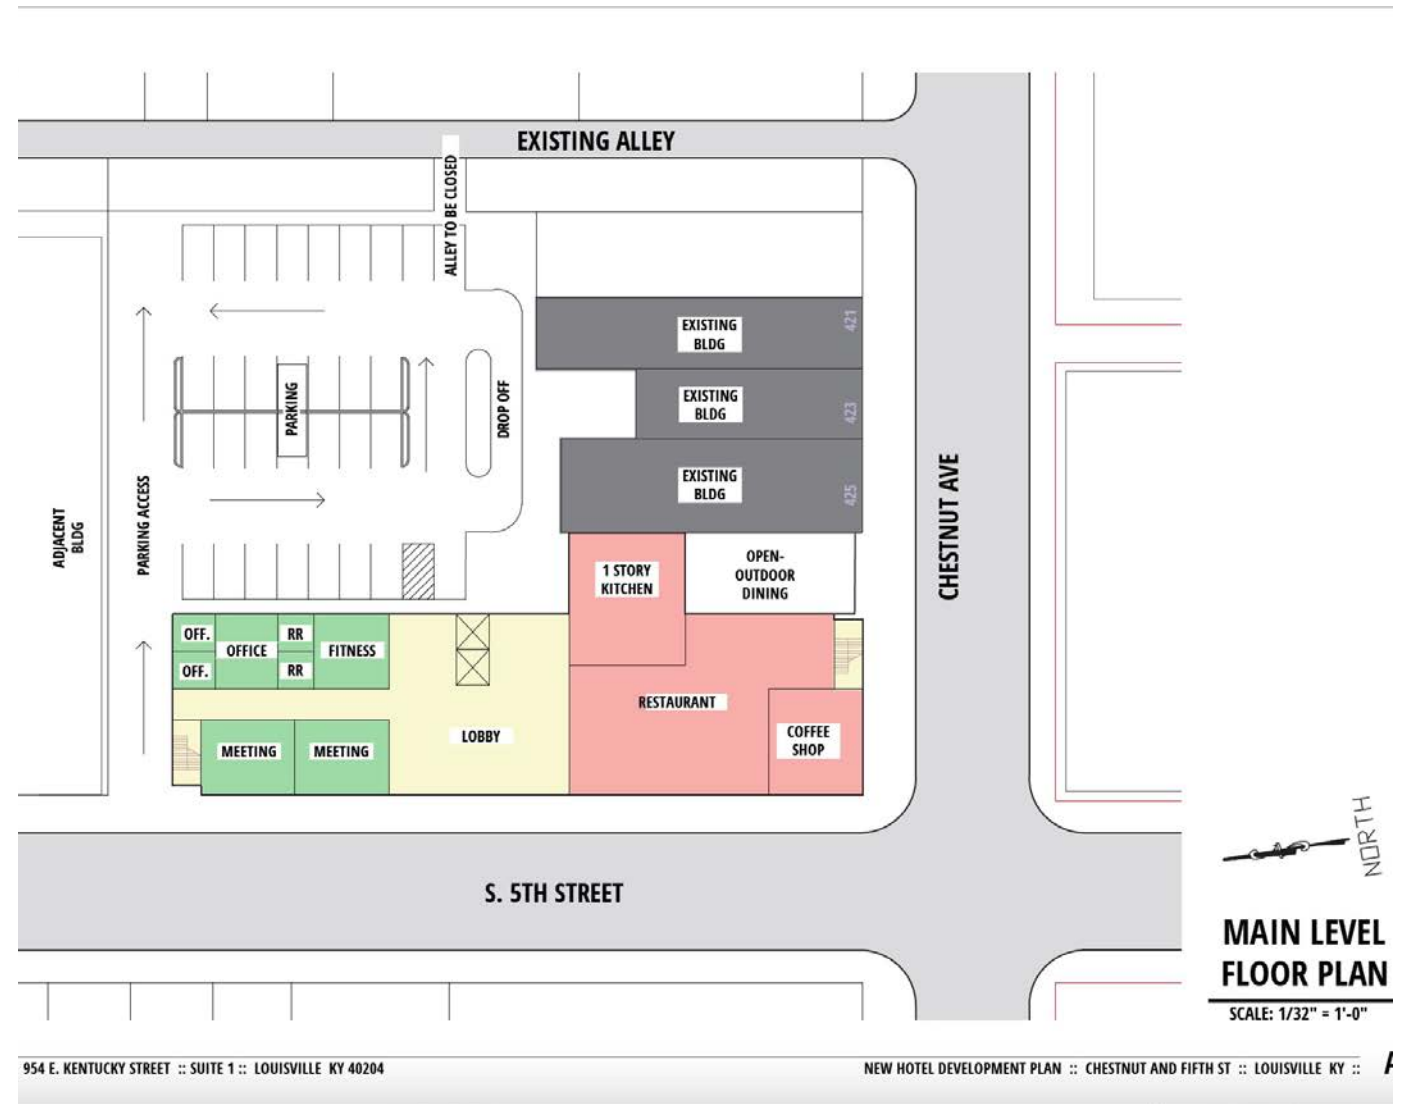 EXISTING ALLEY
ALLEY TO BE CLOSED
EXISTING
BLDG
421
EXISTING
BLDG
423
EXISTING
BLDG
425
PARKING
DROP OFF
PARKING ACCESS
ADJACENT
BLDG
CHESTNUT AVE
1 STORY
KITCHEN
OPEN-
OUTDOOR
DINING
OFF.
OFFICE
RR
FITNESS
OFF.
RR
RESTAURANT
LOBBY
COFFEE
SHOP
MEETING
MEETING
NORTH
S. 5TH STREET
MAIN LEVEL
FLOOR PLAN
SCALE: 1/32" = 1'-0"
954 E. KENTUCKY STREET :: SUITE 1 :: LOUISVILLE KY 40204
NEW HOTEL DEVELOPMENT PLAN :: CHESTNUT AND FIFTH ST :: LOUISVILLE KY ::